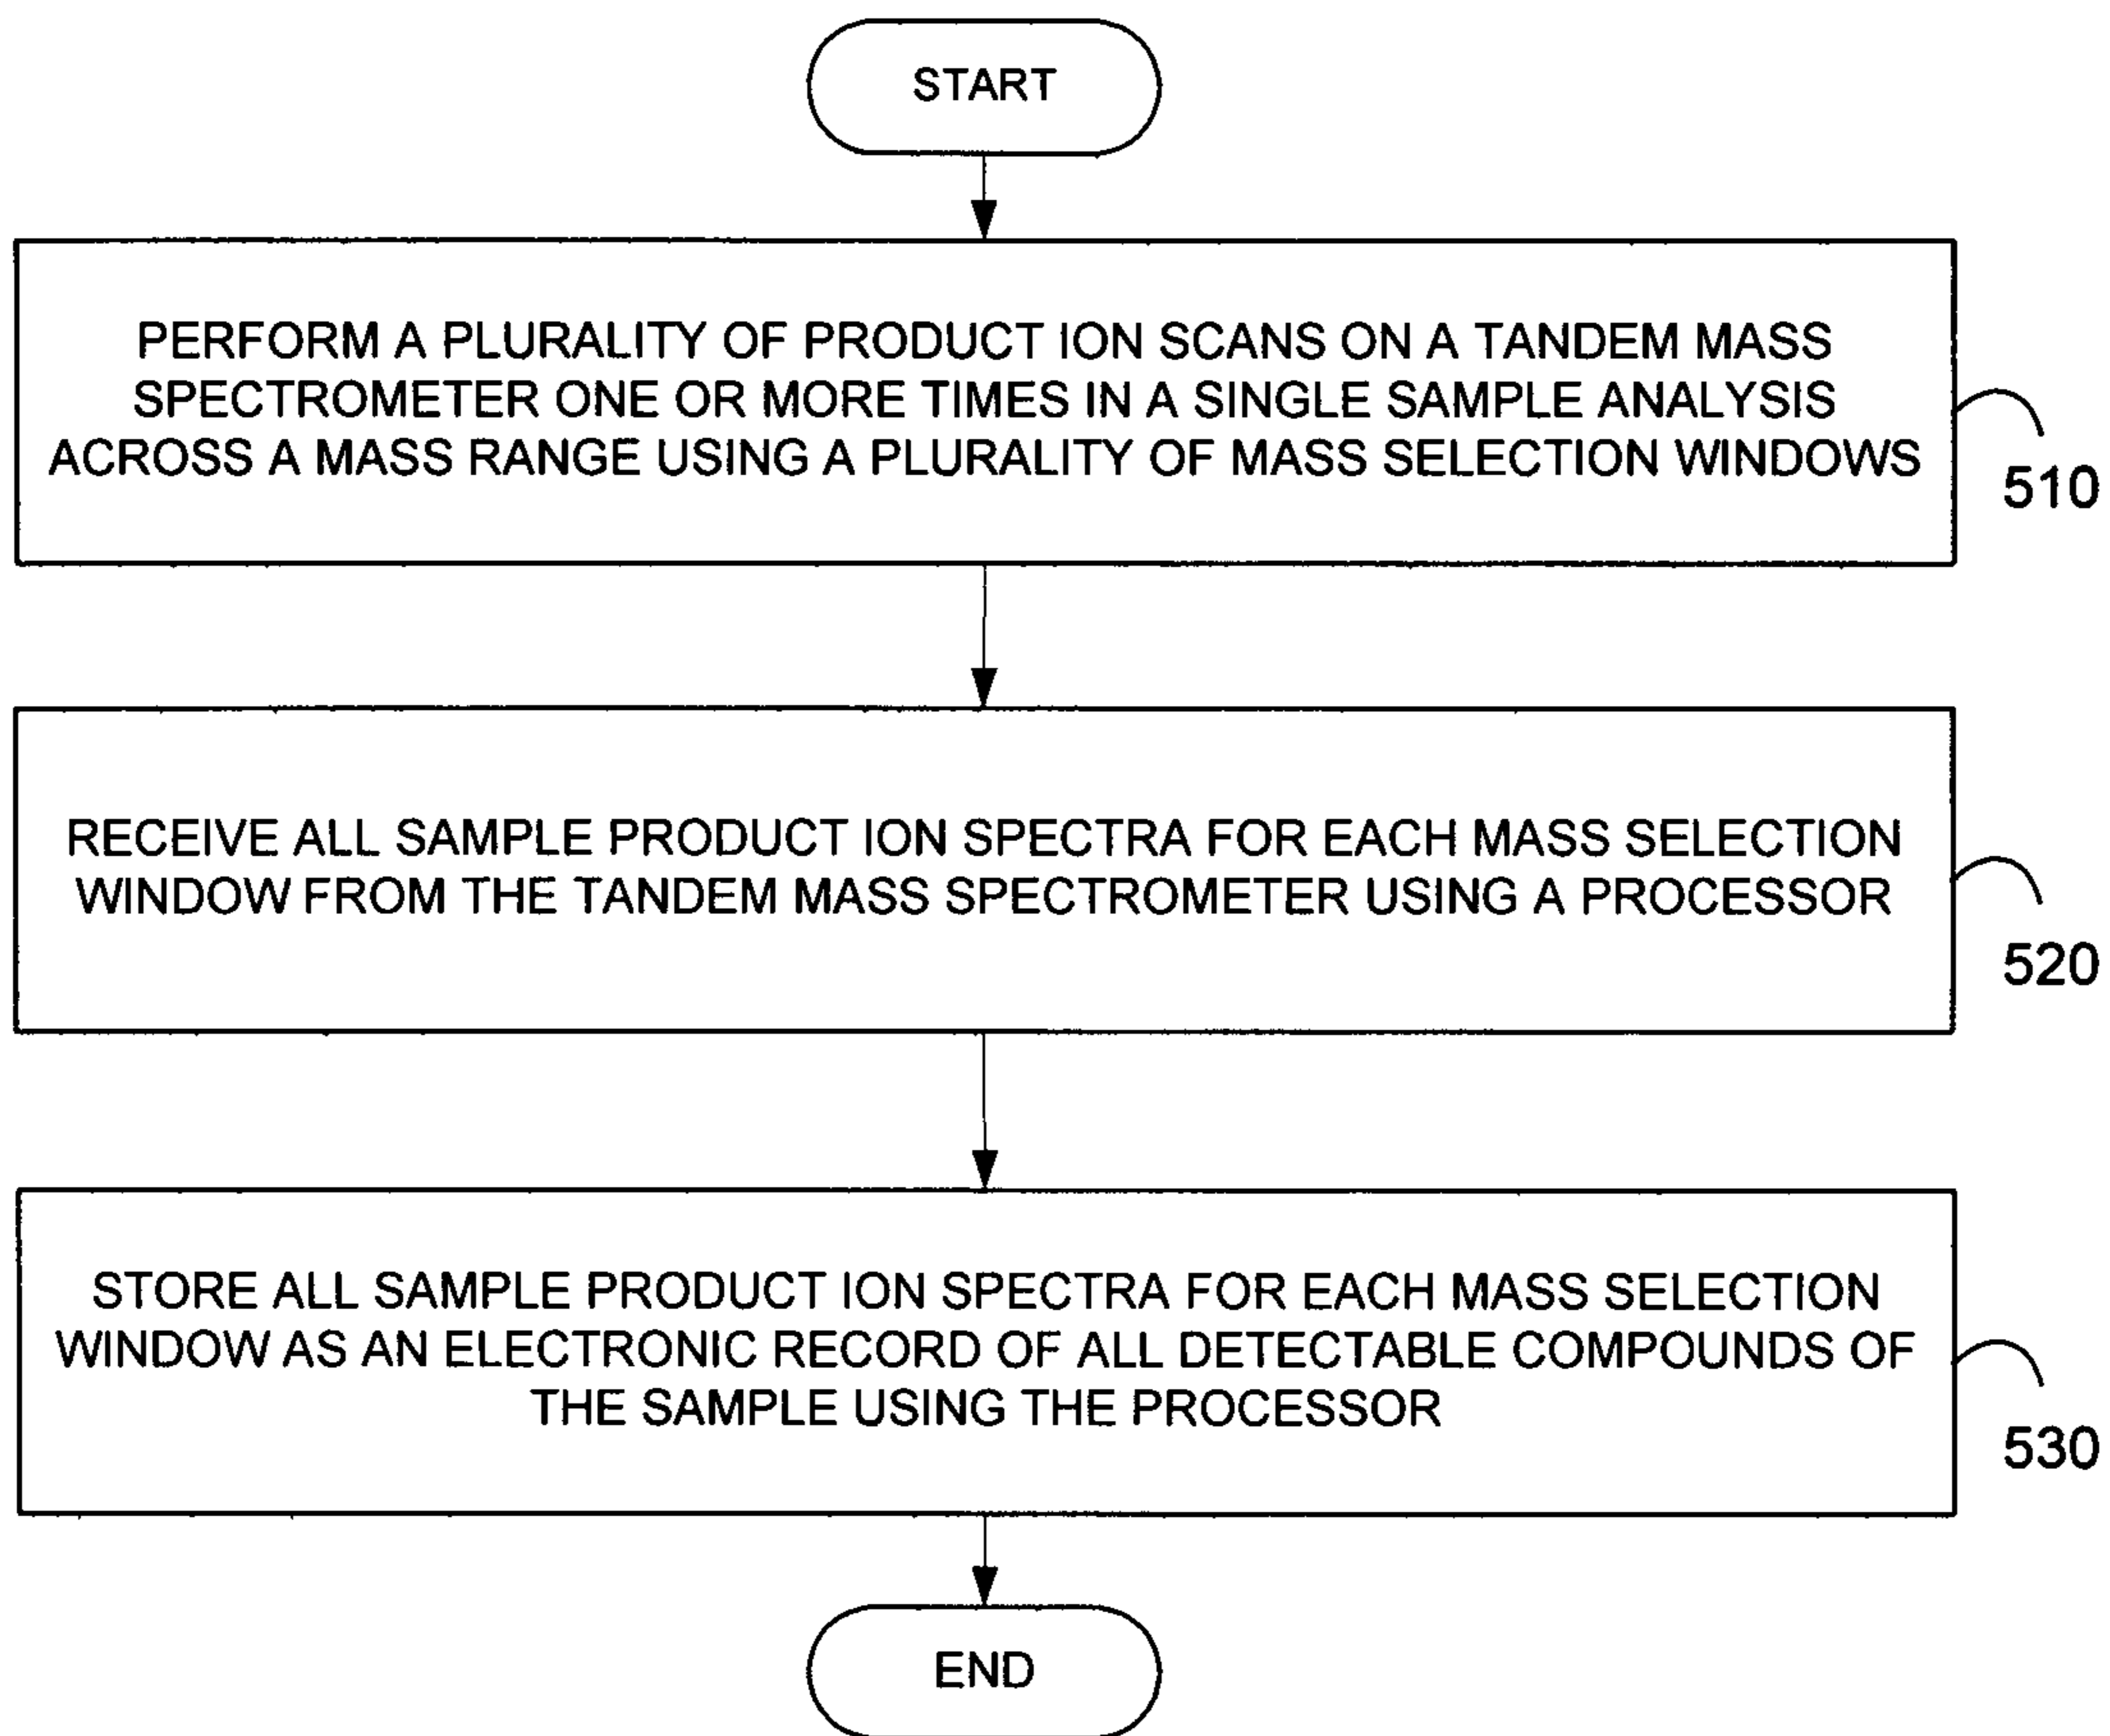 START
PERFORM A PLURALITY OF PRODUCT ION SCANS ON A TANDEM MASS
SPECTROMETER ONE OR MORE TIMES IN A SINGLE SAMPLE ANALYSIS
ACROSS A MASS RANGE USING A PLURALITY OF MASS SELECTION WINDOWS
510
RECEIVE ALL SAMPLE PRODUCT ION SPECTRA FOR EACH MASS SELECTION
WINDOW FROM THE TANDEM MASS SPECTROMETER USING A PROCESSOR
520
STORE ALL SAMPLE PRODUCT ION SPECTRA FOR EACH MASS SELECTION
WINDOW AS AN ELECTRONIC RECORD OF ALL DETECTABLE COMPOUNDS OF
THE SAMPLE USING THE PROCESSOR
530
END